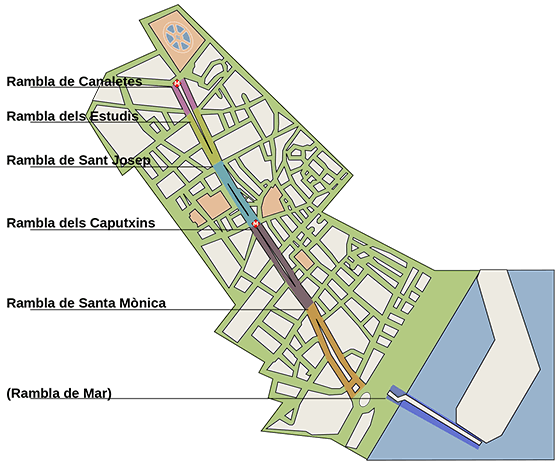 Rambla de Canaletes
Rambla dels Estudis
Rambla de Sant Josep
Rambla dels Caputxins
Rambla de Santa Mònica
(Rambla de Mar)